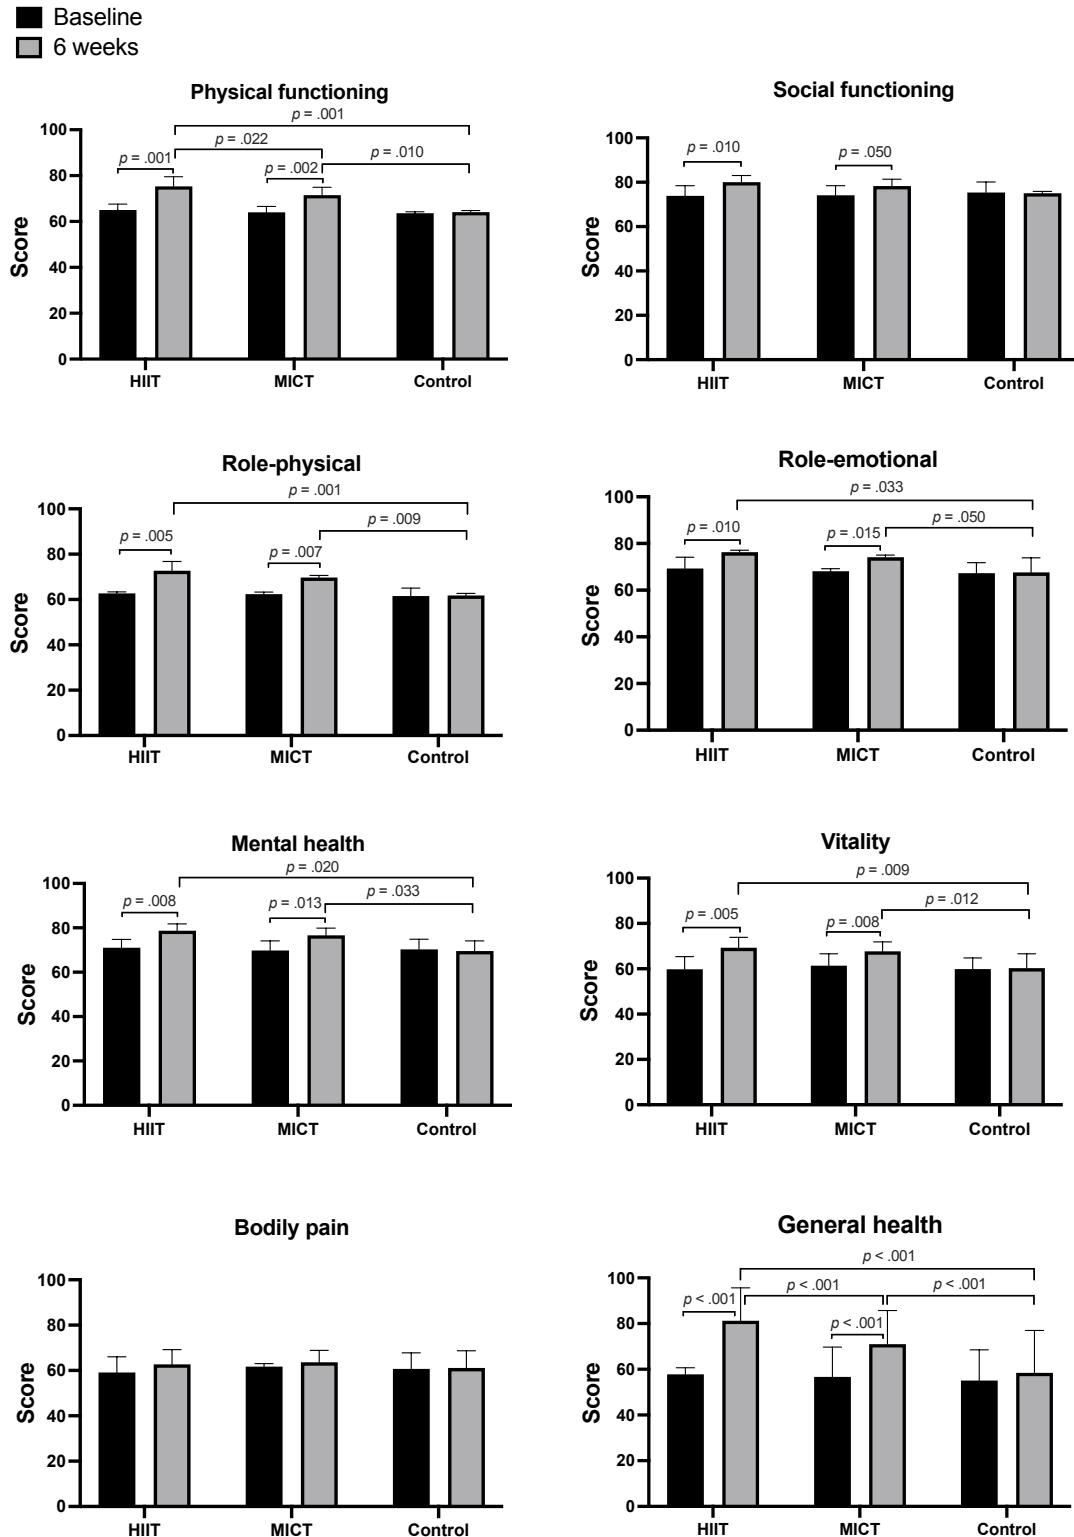 Baseline
6 weeks
Physical functioning
p = .001
p = .022
p = .010
p = .001
p = .002
100
80
60
40
20
0
Score
HIIT
MICT
Control
Social functioning
p = .010
p = .050
100
80
60
40
20
0
Score
HIIT
MICT
Control
Role-physical
p = .001
p = .009
p = .005
p = .007
100
80
60
40
20
0
Score
HIIT
MICT
Control
Role-emotional
p = .033
p = .050
p = .010
p = .015
100
80
60
40
20
0
Score
HIIT
MICT
Control
Mental health
p = .020
p = .033
p = .008
p = .013
100
80
60
40
20
0
Score
HIIT
MICT
Control
Vitality
p = .009
p = .012
p = .005
p = .008
100
80
60
40
20
0
Score
HIIT
MICT
Control
Bodily pain
100
80
60
40
20
0
Score
HIIT
MICT
Control
General health
p < .001
p < .001
p < .001
p < .001
p < .001
100
80
60
40
20
0
Score
HIIT
MICT
Control